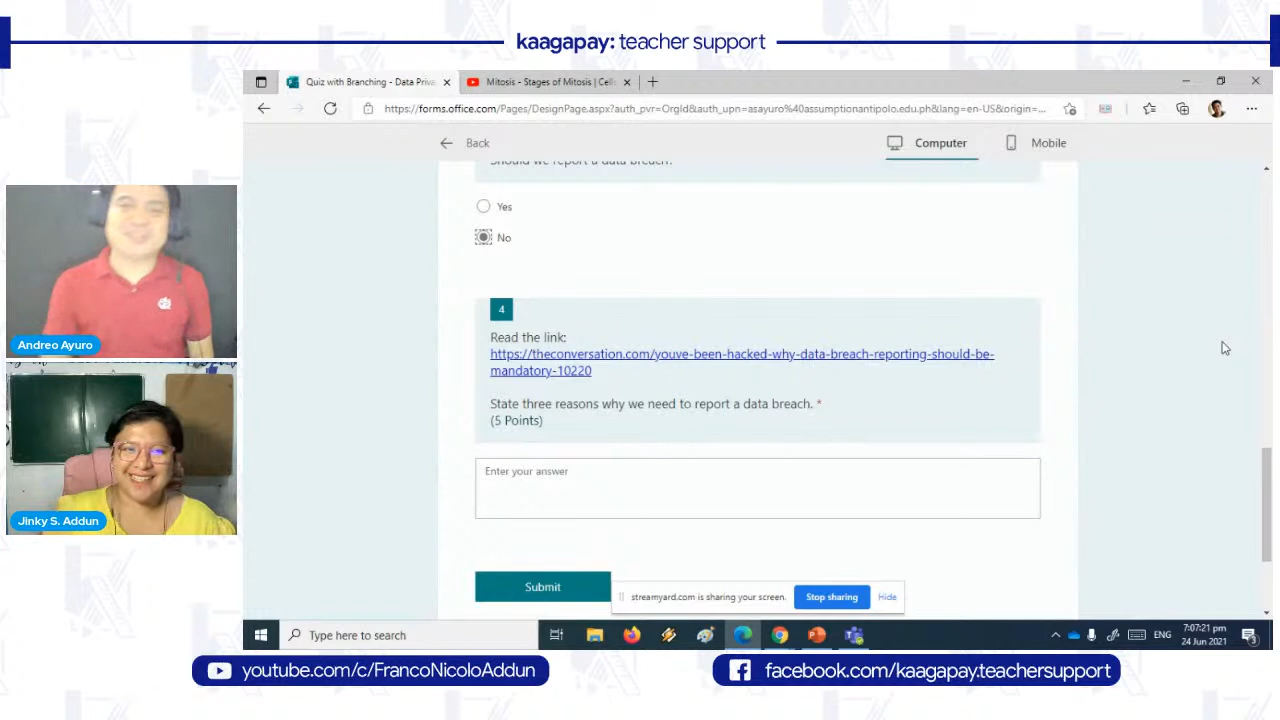 kaagapay: teacher support
Quiz with Branching - Data Priva
Mitosis - Stages of Mitosis | Cell
https://forms.office.com/Pages/DesignPage.aspx?auth_pvr=OrgId&auth_upn=asayuro%40assumptionantipolo.edu.ph&lang=en-US&origin=...
Back
Computer
Mobile
Should we report a data breach?
Yes
No
4
Read the link:
https://theconversation.com/youve-been-hacked-why-data-breach-reporting-should-be-
mandatory-10220
State three reasons why we need to report a data breach. *
(5 Points)
Enter your answer
Submit
streamyard.com is sharing your screen.
Stop sharing
Hide
Andreo Ayuro
Jinky S. Addun
Type here to search
ENG
7:07:21 pm
24 Jun 2021
3
youtube.com/c/FrancoNicoloAddun
facebook.com/kaagapay.teachersupport